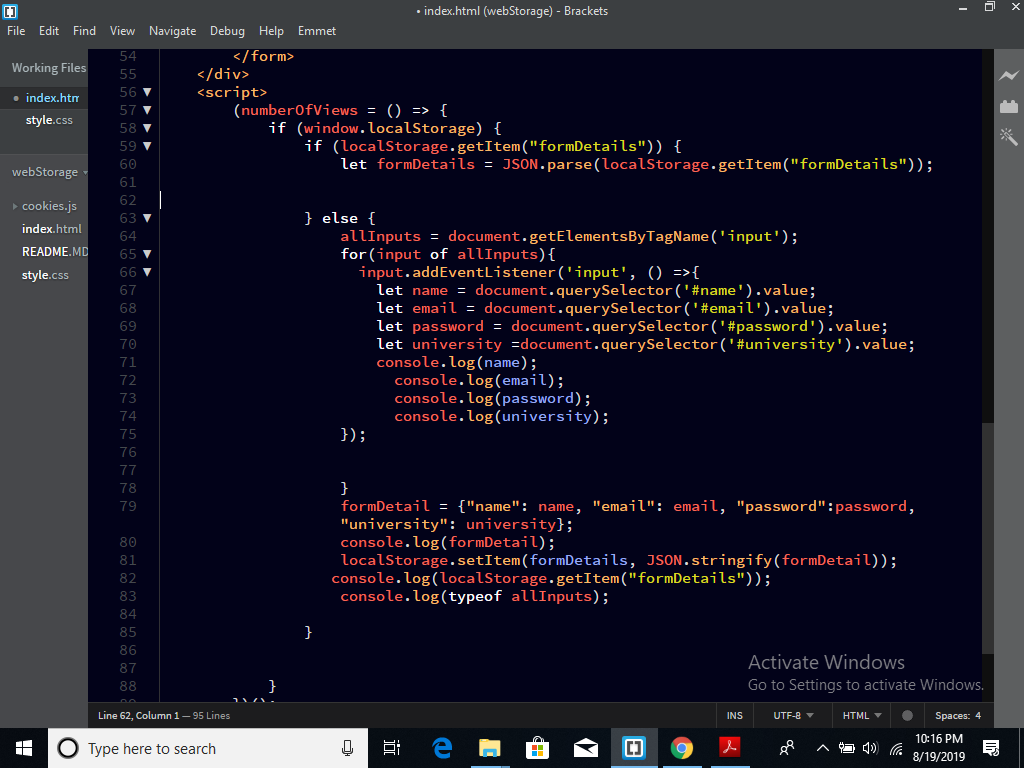 • index.html (webStorage) - Brackets
File Edit Find View Navigate Debug Help Emmet
Working Files
• index.htm
style.css
webStorage
cookies.js
index.html
README.MD
style.css
54 </form>
55 </div>
56 <script>
57 (numberOfViews = () => {
58 if (window.localStorage) {
59 if (localStorage.getItem("formDetails")) {
60 let formDetails = JSON.parse(localStorage.getItem("formDetails"));
61
62
63 } else {
64 allInputs = document.getElementsByTagName('input');
65 for(input of allInputs){
66 input.addEventListener('input', () =>{
67 let name = document.querySelector('#name').value;
68 let email = document.querySelector('#email').value;
69 let password = document.querySelector('#password').value;
70 let university =document.querySelector('#university').value;
71 console.log(name);
72 console.log(email);
73 console.log(password);
74 console.log(university);
75 });
76
77
78 }
79 formDetail = {"name": name, "email": email, "password":password,
"university": university};
80 console.log(formDetail);
81 localStorage.setItem(formDetails, JSON.stringify(formDetail));
82 console.log(localStorage.getItem("formDetails"));
83 console.log(typeof allInputs);
84
85 }
86
87
88 }
Activate Windows
Go to Settings to activate Windows.
Line 62, Column 1 — 95 Lines
INS UTF-8 HTML Spaces: 4
Type here to search
10:16 PM
8/19/2019